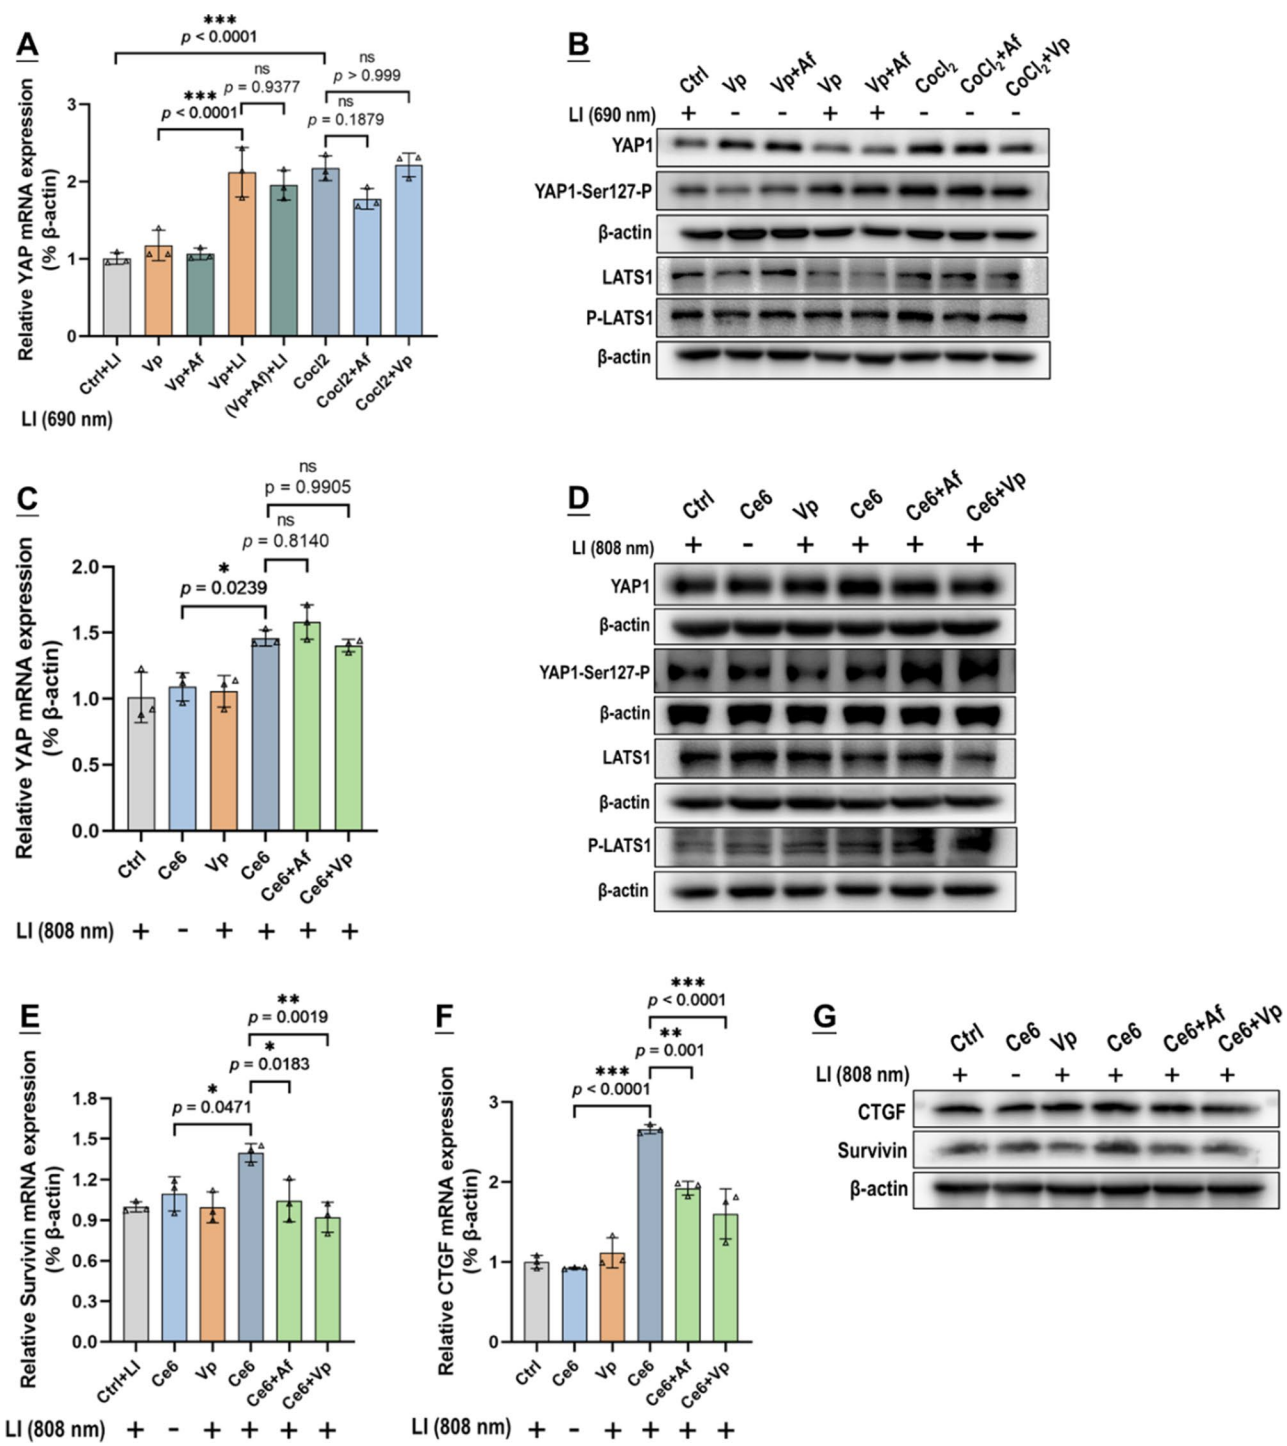 A
***
p < 0.0001
ns
p > 0.999
ns
p = 0.9377
***
p < 0.0001
ns
p = 0.1879
Relative YAP mRNA expression
(% β-actin)
3
2
1
0
Ctrl+LI
Vp
Vp+Af
Vp+LI
(Vp+Af)+LI
Cocl2
Cocl2+Af
Cocl2+Vp
LI (690 nm)
B
Ctrl
Vp
Vp+Af
Vp
Vp+Af
CoCl2
CoCl2+Af
CoCl2+Vp
LI (690 nm) + - - + + - - -
YAP1
YAP1-Ser127-P
β-actin
LATS1
P-LATS1
β-actin
C
ns
p = 0.9905
ns
p = 0.8140
*
p = 0.0239
Relative YAP mRNA expression
(% β-actin)
2.0
1.5
1.0
0.5
0.0
Ctrl
Ce6
Vp
Ce6
Ce6+Af
Ce6+Vp
LI (808 nm) + - + + + +
D
Ctrl
Ce6
Vp
Ce6
Ce6+Af
Ce6+Vp
LI (808 nm) + - + + + +
YAP1
β-actin
YAP1-Ser127-P
β-actin
LATS1
β-actin
P-LATS1
β-actin
E
**
p = 0.0019
*
p = 0.0183
*
p = 0.0471
Relative Survivin mRNA expression
(% β-actin)
1.8
1.5
1.2
0.9
0.6
0.3
0.0
Ctrl+LI
Ce6
Vp
Ce6
Ce6+Af
Ce6+Vp
LI (808 nm) + - + + + +
F
***
p < 0.0001
**
p = 0.001
***
p < 0.0001
Relative CTGF mRNA expression
(% β-actin)
3
2
1
0
Ctrl
Ce6
Vp
Ce6
Ce6+Af
Ce6+Vp
LI (808 nm) + - + + + +
G
Ctrl
Ce6
Vp
Ce6
Ce6+Af
Ce6+Vp
LI (808 nm) + - + + + +
CTGF
Survivin
β-actin